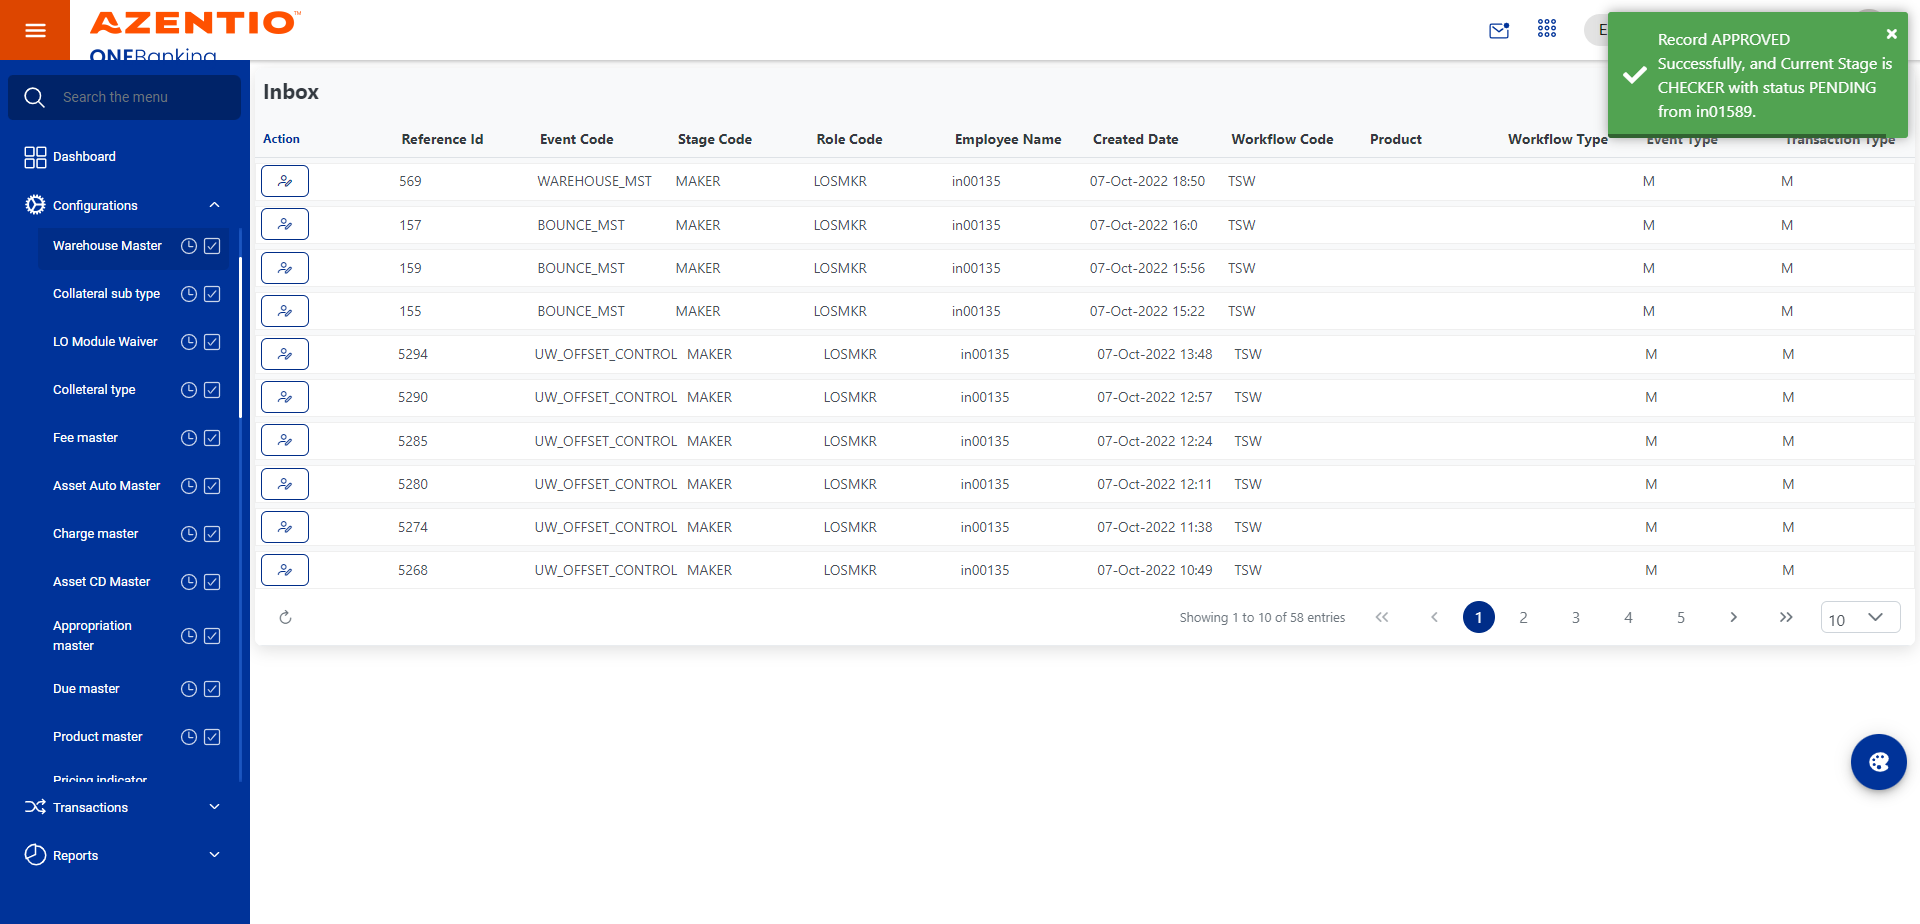 AZENTIO™
ONEBanking
E
Record APPROVED
Successfully, and Current Stage is
CHECKER with status PENDING
from in01589.
Search the menu
Dashboard
Configurations
Warehouse Master
Collateral sub type
LO Module Waiver
Colleteral type
Fee master
Asset Auto Master
Charge master
Asset CD Master
Appropriation
master
Due master
Product master
Pricing indicator
Transactions
Reports
Inbox
Action Reference Id Event Code Stage Code Role Code Employee Name Created Date Workflow Code Product Workflow Type Event Type Transaction Type
569 WAREHOUSE_MST MAKER LOSMKR in00135 07-Oct-2022 18:50 TSW M M
157 BOUNCE_MST MAKER LOSMKR in00135 07-Oct-2022 16:0 TSW M M
159 BOUNCE_MST MAKER LOSMKR in00135 07-Oct-2022 15:56 TSW M M
155 BOUNCE_MST MAKER LOSMKR in00135 07-Oct-2022 15:22 TSW M M
5294 UW_OFFSET_CONTROL MAKER LOSMKR in00135 07-Oct-2022 13:48 TSW M M
5290 UW_OFFSET_CONTROL MAKER LOSMKR in00135 07-Oct-2022 12:57 TSW M M
5285 UW_OFFSET_CONTROL MAKER LOSMKR in00135 07-Oct-2022 12:24 TSW M M
5280 UW_OFFSET_CONTROL MAKER LOSMKR in00135 07-Oct-2022 12:11 TSW M M
5274 UW_OFFSET_CONTROL MAKER LOSMKR in00135 07-Oct-2022 11:38 TSW M M
5268 UW_OFFSET_CONTROL MAKER LOSMKR in00135 07-Oct-2022 10:49 TSW M M
Showing 1 to 10 of 58 entries 1 2 3 4 5 10